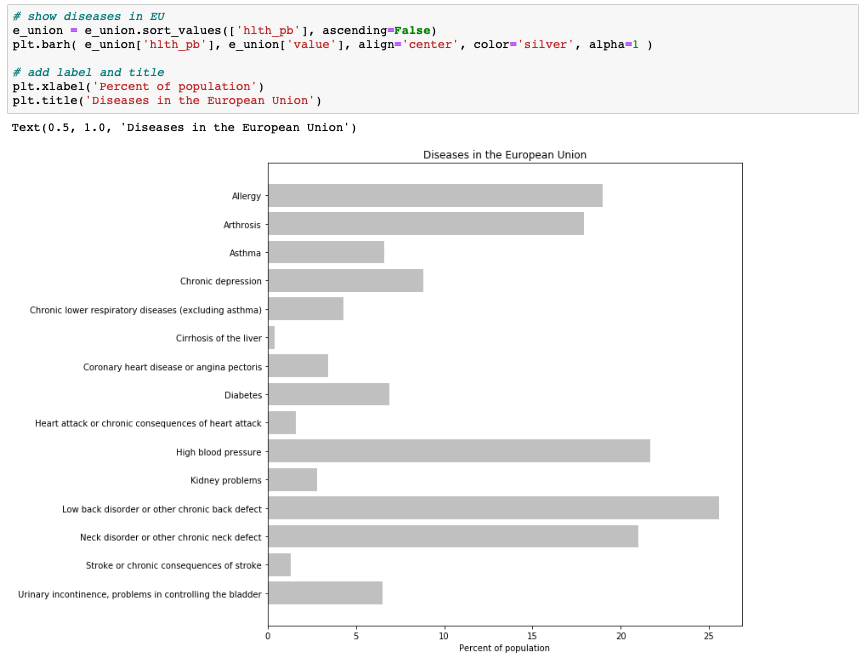 # show diseases in EU
e_union = e_union.sort_values(['hlth_pb'], ascending=False)
plt.barh( e_union['hlth_pb'], e_union['value'], align='center', color='silver', alpha=1 )
# add label and title
plt.xlabel('Percent of population')
plt.title('Diseases in the European Union')
Text(0.5, 1.0, 'Diseases in the European Union')
Diseases in the European Union
Allergy
Arthrosis
Asthma
Chronic depression
Chronic lower respiratory diseases (excluding asthma)
Cirrhosis of the liver
Coronary heart disease or angina pectoris
Diabetes
Heart attack or chronic consequences of heart attack
High blood pressure
Kidney problems
Low back disorder or other chronic back defect
Neck disorder or other chronic neck defect
Stroke or chronic consequences of stroke
Urinary incontinence, problems in controlling the bladder
0 5 10 15 20 25
Percent of population